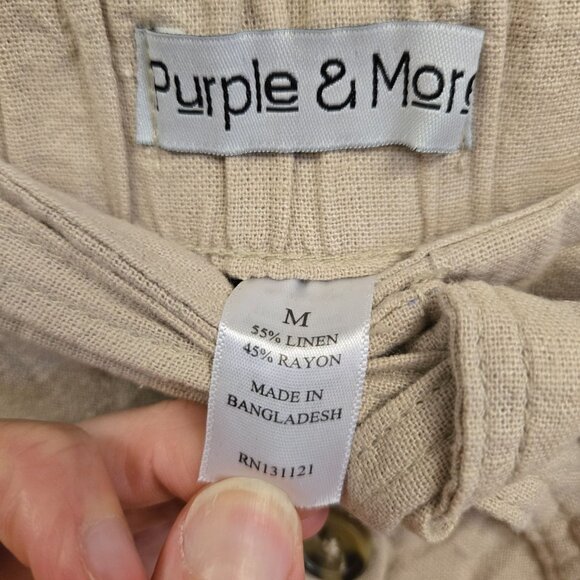 Purple & More
M
55% LINEN
45% RAYON
MADE IN
BANGLADESH
RN131121